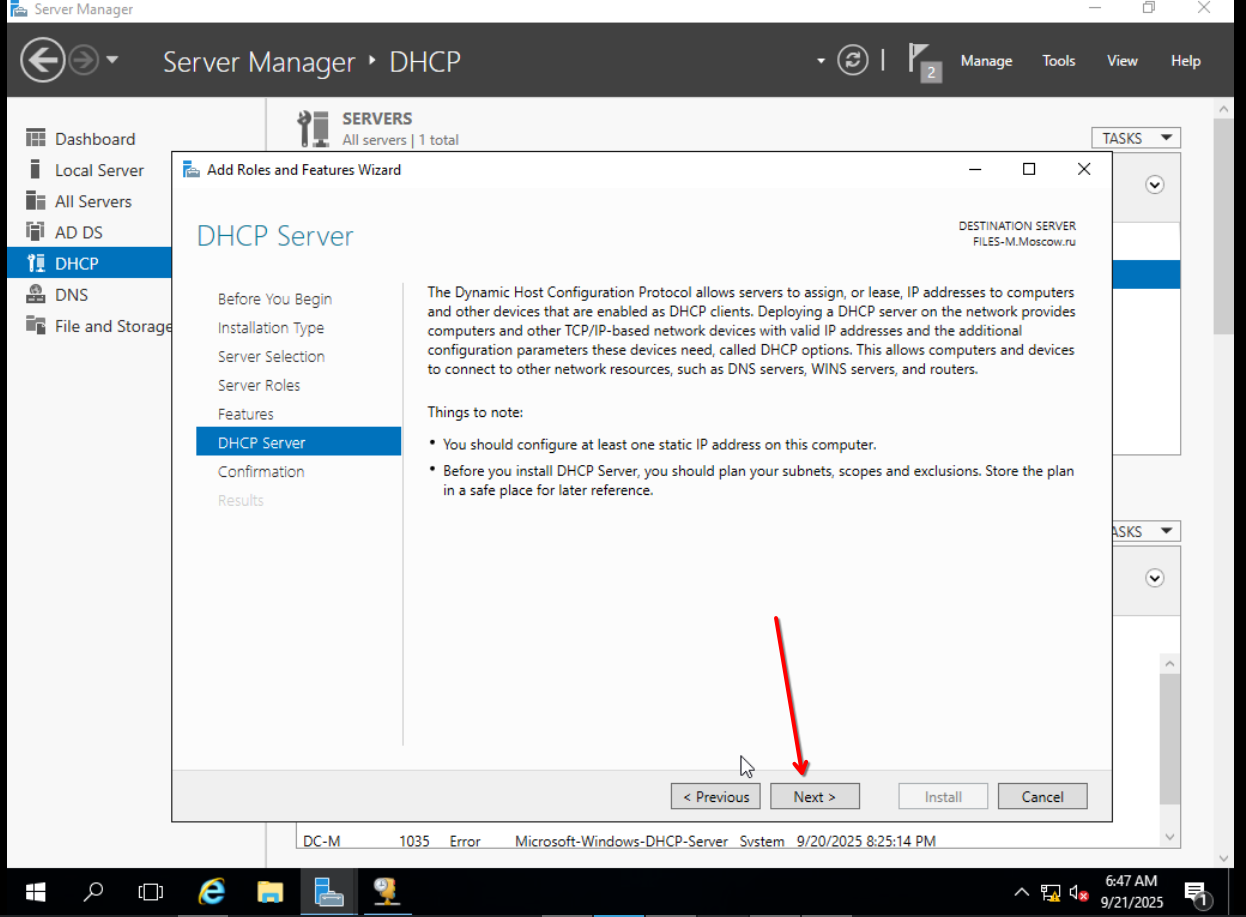 Server Manager
Server Manager ‣ DHCP
2
Manage
Tools
View
Help
Dashboard
Local Server
All Servers
AD DS
DHCP
DNS
File and Storage
SERVERS
All servers | 1 total
TASKS
Add Roles and Features Wizard
DHCP Server
DESTINATION SERVER
FILES-M.Moscow.ru
Before You Begin
Installation Type
Server Selection
Server Roles
Features
DHCP Server
Confirmation
Results
The Dynamic Host Configuration Protocol allows servers to assign, or lease, IP addresses to computers
and other devices that are enabled as DHCP clients. Deploying a DHCP server on the network provides
computers and other TCP/IP-based network devices with valid IP addresses and the additional
configuration parameters these devices need, called DHCP options. This allows computers and devices
to connect to other network resources, such as DNS servers, WINS servers, and routers.
Things to note:
• You should configure at least one static IP address on this computer.
• Before you install DHCP Server, you should plan your subnets, scopes and exclusions. Store the plan
in a safe place for later reference.
ASKS
< Previous
Next >
Install
Cancel
DC-M 1035 Error Microsoft-Windows-DHCP-Server System 9/20/2025 8:25:14 PM
6:47 AM
9/21/2025
1